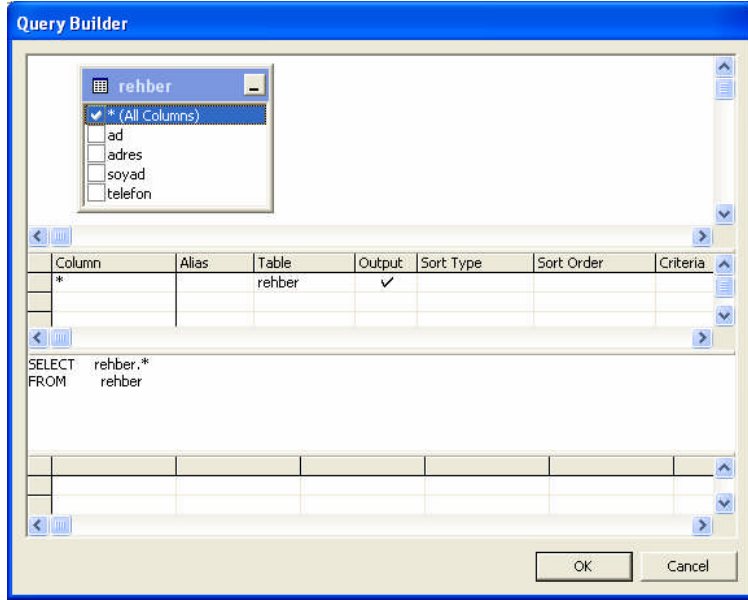 Query Builder
rehber
* (All Columns)
ad
adres
soyad
telefon
Column Alias Table Output Sort Type Sort Order Criteria
* rehber
SELECT rehber.*
FROM rehber
OK Cancel